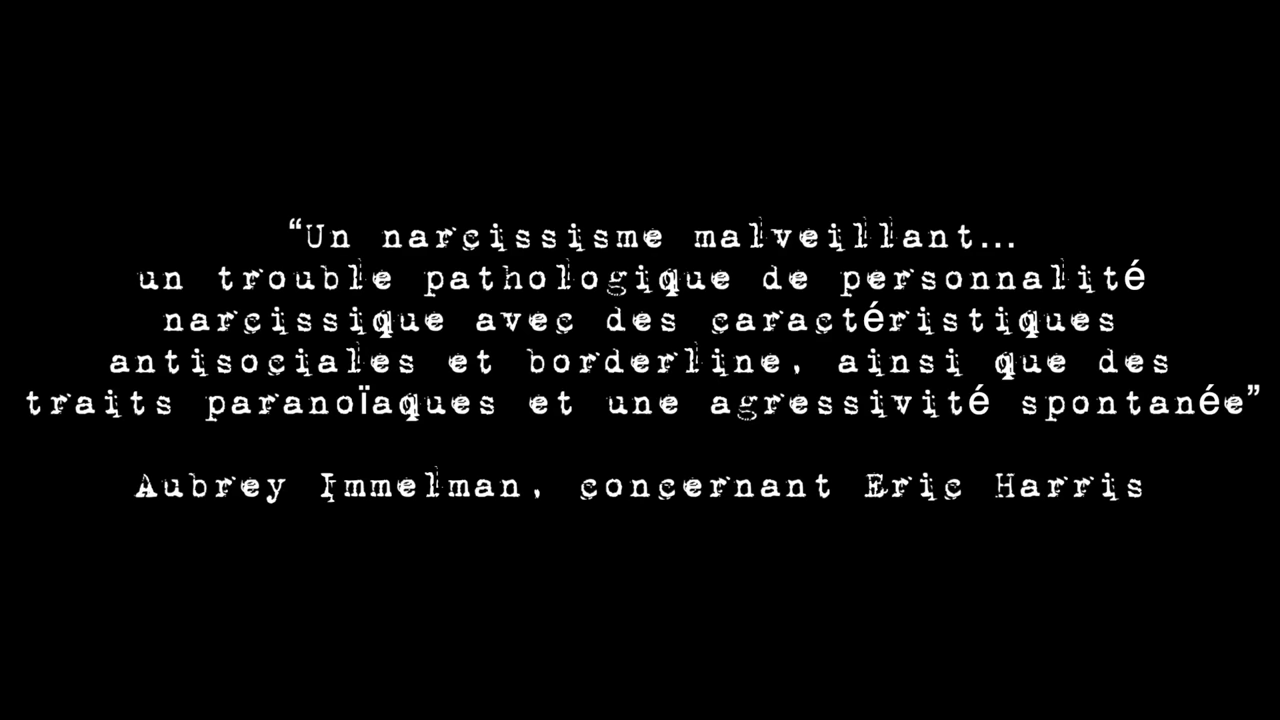 “Un narcissisme malveillant...
un trouble pathologique de personnalité
narcissique avec des caractéristiques
antisociales et borderline, ainsi que des
traits paranoïaques et une agressivité spontanée”
Aubrey Immelman, concernant Eric Harris